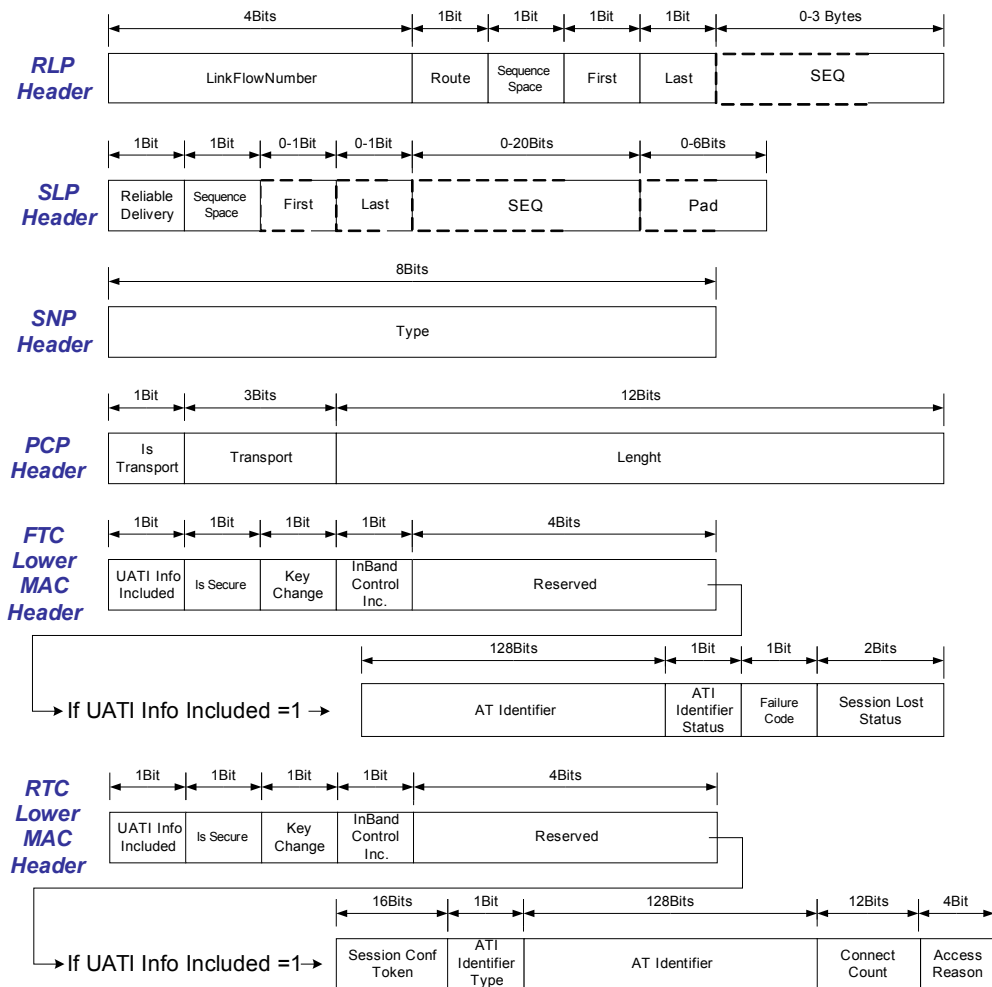 4Bits 1Bit 1Bit 1Bit 1Bit 0-3 Bytes
RLP
Header
LinkFlowNumber Route Sequence
Space First Last SEQ
1Bit 1Bit 0-1Bit 0-1Bit 0-20Bits 0-6Bits
SLP
Header
Reliable
Delivery
Sequence
Space
First Last SEQ Pad
8Bits
SNP
Header
Type
1Bit 3Bits 12Bits
PCP
Header
Is
Transport
Transport Lenght
FTC
Lower
MAC
Header
1Bit 1Bit 1Bit 1Bit 4Bits
UATI Info
Included
Is Secure
Key
Change
InBand
Control
Inc.
Reserved
128Bits 1Bit 1Bit 2Bits
If UATI Info Included =1
AT Identifier
ATI
Identifier
Status
Failure
Code
Session Lost
Status
RTC
Lower
MAC
Header
1Bit 1Bit 1Bit 1Bit 4Bits
UATI Info
Included
Is Secure
Key
Change
InBand
Control
Inc.
Reserved
16Bits 1Bit 128Bits 12Bits 4Bit
If UATI Info Included =1
Session Conf
Token
ATI
Identifier
Type
AT Identifier
Connect
Count
Access
Reason